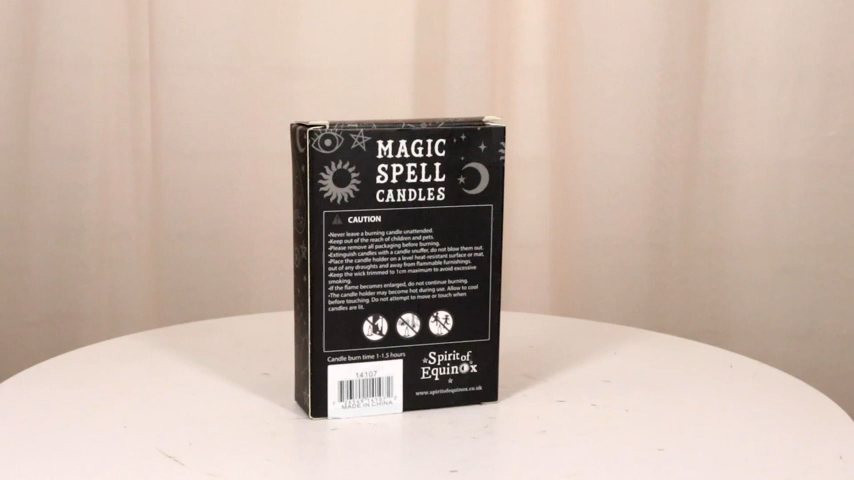 MAGIC
SPELL
CANDLES
CAUTION
•Never leave a burning candle unattended.
•Keep out of the reach of children and pets.
•Please remove all packaging before burning.
•Extinguish candles with a candle snuffer, do not blow them out.
•Place the candle holder on a level heat resistant surface or mat,
out of any draughts and away from flammable furnishings.
•Keep the wick trimmed to 1cm maximum to avoid excessive
smoking.
•If the flame becomes enlarged, do not continue burning.
•The candle holder may become hot during use. Allow to cool
before touching. Do not attempt to move or touch when
candles are lit.
Candle burn time 1-1.5 hours
Spirit of
Equinox
www.spiritofequinox.co.uk
14107
MADE IN CHINA